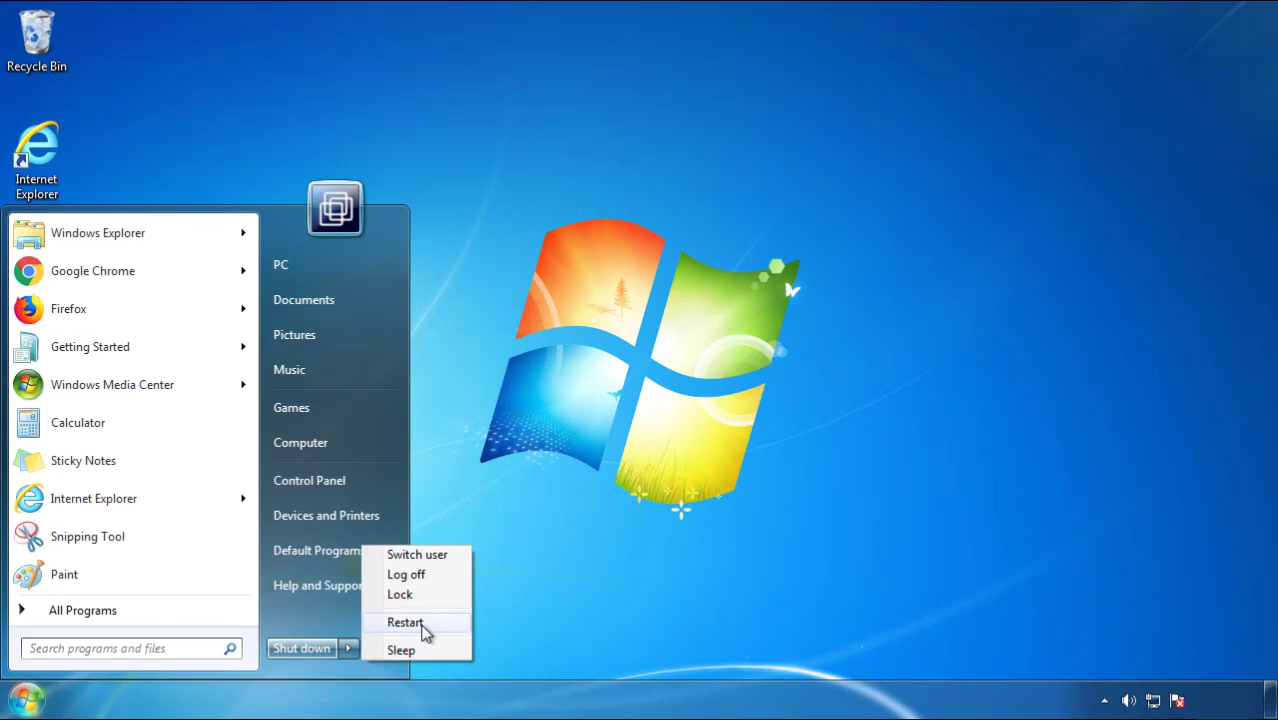 Recycle Bin
Internet
Explorer
Windows Explorer
Google Chrome
Firefox
Getting Started
Windows Media Center
Calculator
Sticky Notes
Internet Explorer
Snipping Tool
Paint
All Programs
Search programs and files
PC
Documents
Pictures
Music
Games
Computer
Control Panel
Devices and Printers
Default Program
Help and Suppor
Shut down
Switch user
Log off
Lock
Restart
Sleep